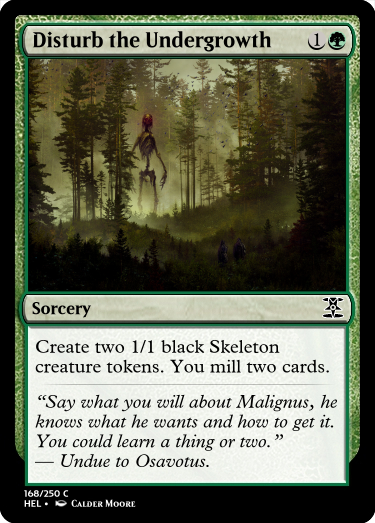 Disturb the Undergrowth 1
Sorcery
Create two 1/1 black Skeleton
creature tokens. You mill two cards.
“Say what you will about Malignus, he
knows what he wants and how to get it.
You could learn a thing or two.”
— Undue to Osavotus.
168/250 C
HEL • Calder Moore